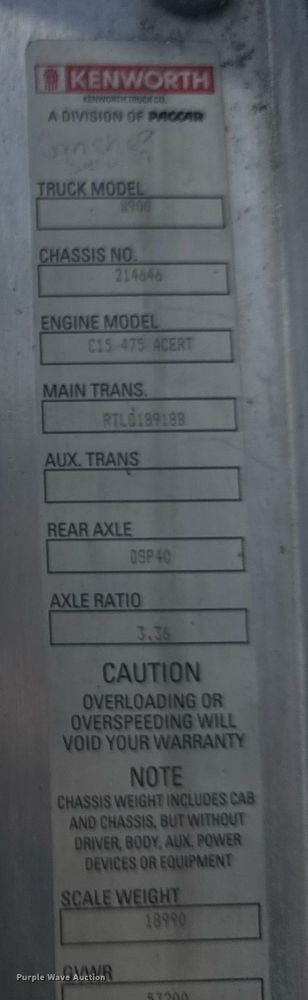 KENWORTH
KENWORTH TRUCK CO.
A DIVISION OF PACCAR
TRUCK MODEL
W900
CHASSIS NO.
214646
ENGINE MODEL
C15 475 ACERT
MAIN TRANS.
RTLO18918B
AUX. TRANS
REAR AXLE
DSP40
AXLE RATIO
3.36
CAUTION
OVERLOADING OR
OVERSPEEDING WILL
VOID YOUR WARRANTY
NOTE
CHASSIS WEIGHT INCLUDES CAB
AND CHASSIS, BUT WITHOUT
DRIVER, BODY, AUX. POWER
DEVICES OR EQUIPMENT
SCALE WEIGHT
18990
GVWR
53200
Purple Wave Auction